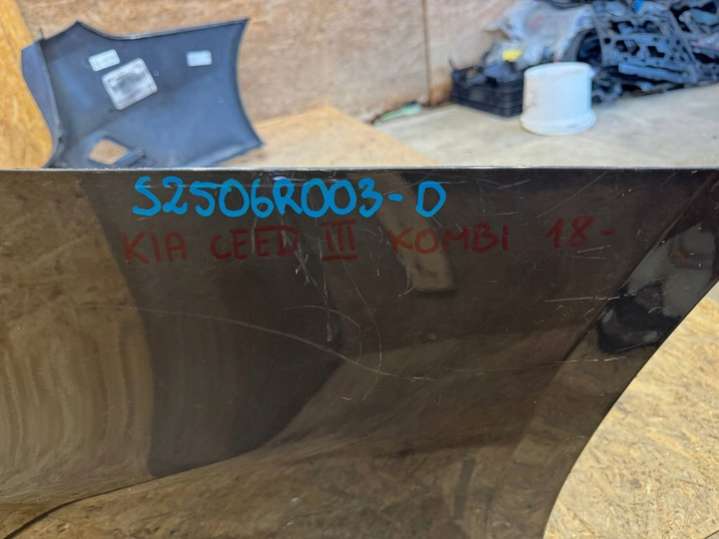 S2506R003-D
KIA CEED III KOMBI 18-